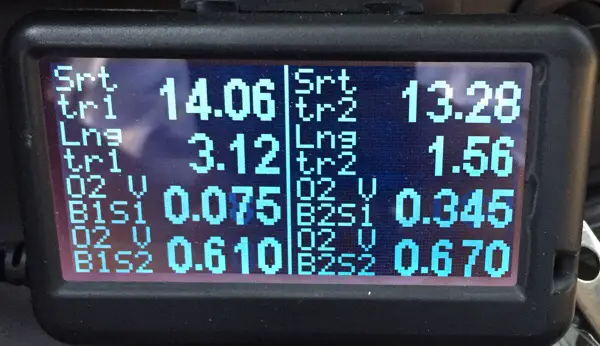 Srt
tr1 14.06
Lng
tr1 3.12
O2 V
B1S1 0.075
O2 V
B1S2 0.610
Srt
tr2 13.28
Lng
tr2 1.56
O2 V
B2S1 0.345
O2 V
B2S2 0.670